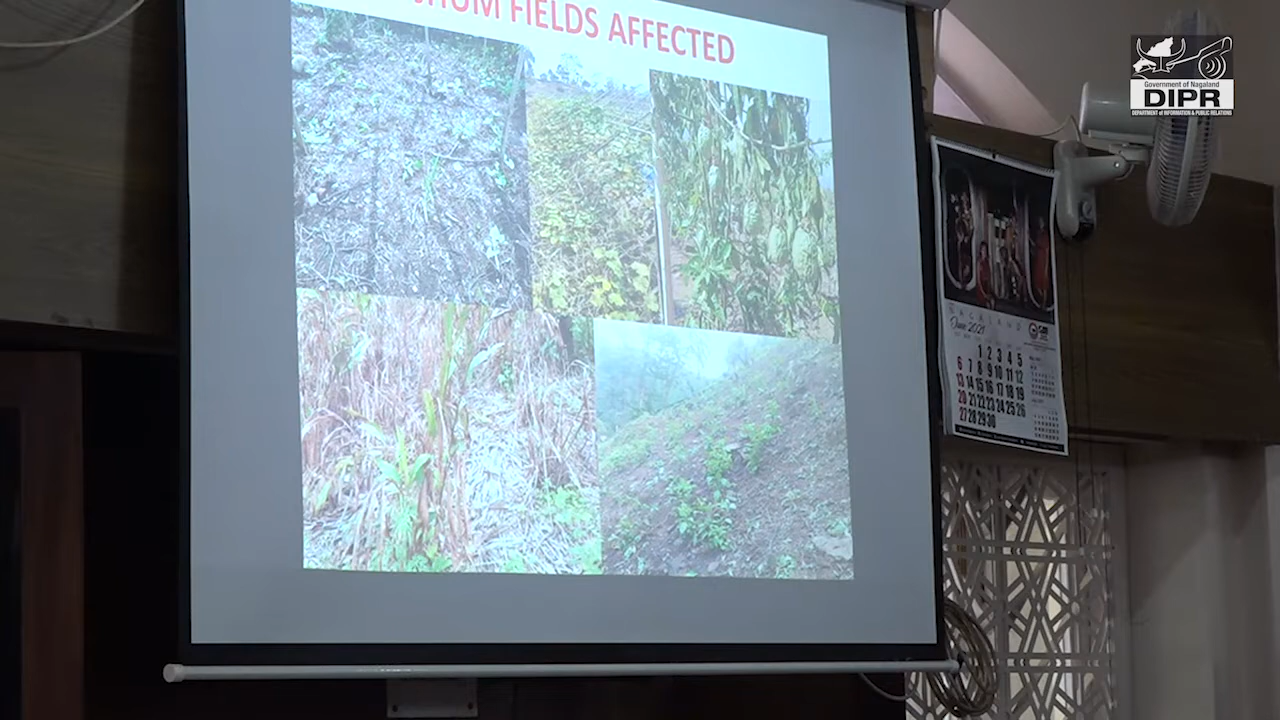 JHUM FIELDS AFFECTED
Government of Nagaland
DIPR
DEPARTMENT of INFORMATION & PUBLIC RELATIONS
NAGALAND
June 2021
1 2 3 4 5
6 7 8 9 10 11 12
13 14 15 16 17 18 19
20 21 22 23 24 25 26
27 28 29 30